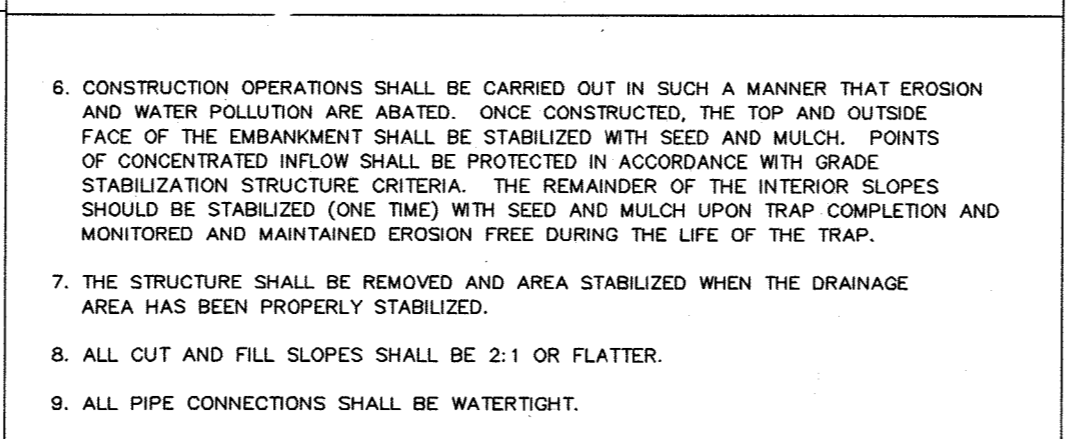 6. CONSTRUCTION OPERATIONS SHALL BE CARRIED OUT IN SUCH A MANNER THAT EROSION
AND WATER POLLUTION ARE ABATED. ONCE CONSTRUCTED, THE TOP AND OUTSIDE
FACE OF THE EMBANKMENT SHALL BE STABILIZED WITH SEED AND MULCH. POINTS
OF CONCENTRATED INFLOW SHALL BE PROTECTED IN ACCORDANCE WITH GRADE
STABILIZATION STRUCTURE CRITERIA. THE REMAINDER OF THE INTERIOR SLOPES
SHOULD BE STABILIZED (ONE TIME) WITH SEED AND MULCH UPON TRAP COMPLETION AND
MONITORED AND MAINTAINED EROSION FREE DURING THE LIFE OF THE TRAP.
7. THE STRUCTURE SHALL BE REMOVED AND AREA STABILIZED WHEN THE DRAINAGE
AREA HAS BEEN PROPERLY STABILIZED.
8. ALL CUT AND FILL SLOPES SHALL BE 2:1 OR FLATTER.
9. ALL PIPE CONNECTIONS SHALL BE WATERTIGHT.